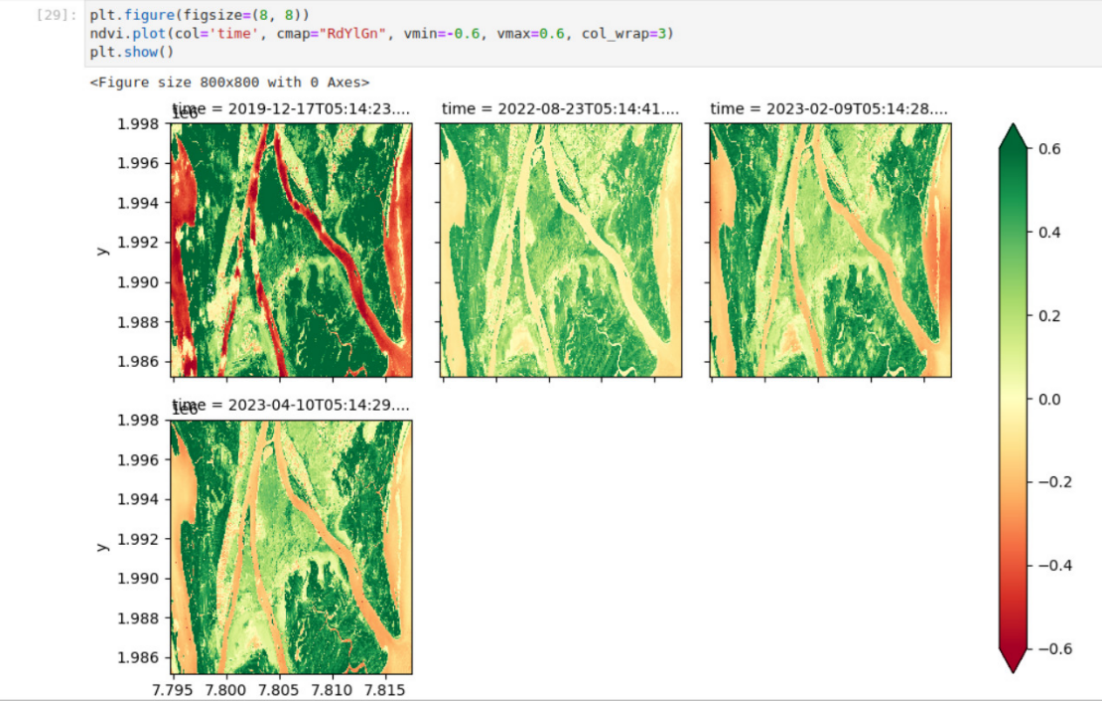 [29]: plt.figure(figsize=(8, 8))
ndvi.plot(col='time', cmap="RdYlGn", vmin=-0.6, vmax=0.6, col_wrap=3)
plt.show()
<Figure size 800x800 with 0 Axes>
time = 2019-12-17T05:14:23.... time = 2022-08-23T05:14:41.... time = 2023-02-09T05:14:28....
1e6
1.998
1.996
1.994
1.992
1.990
1.988
1.986
y
time = 2023-04-10T05:14:29....
1e6
1.998
1.996
1.994
1.992
1.990
1.988
1.986
y
7.795 7.800 7.805 7.810 7.815
0.6
0.4
0.2
0.0
−0.2
−0.4
−0.6